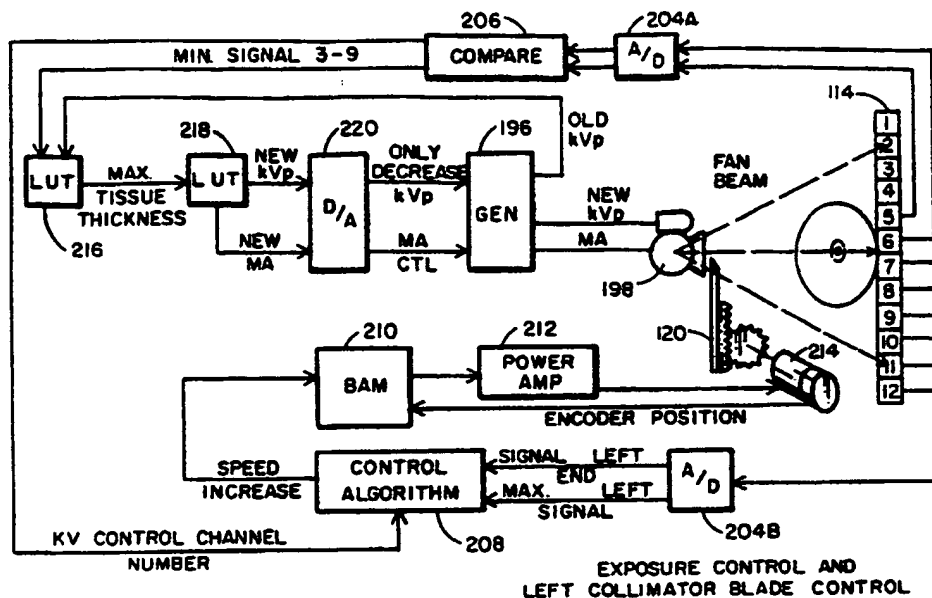 206
204A
COMPARE
A/D
MIN. SIGNAL 3-9
114
218
220
196
OLD
kVp
1
2
3
4
5
6
7
8
9
10
11
12
LUT
MAX.
TISSUE
THICKNESS
LUT
NEW
kVp
NEW
MA
D/A
ONLY
DECREASE
kVp
MA
CTL
GEN
NEW
kVp
MA
FAN
BEAM
216
198
210
212
120
214
BAM
POWER
AMP
ENCODER POSITION
SPEED
INCREASE
CONTROL
ALGORITHM
SIGNAL LEFT
END
MAX. LEFT
SIGNAL
A/D
KV CONTROL CHANNEL
NUMBER
208
204B
EXPOSURE CONTROL AND
LEFT COLLIMATOR BLADE CONTROL